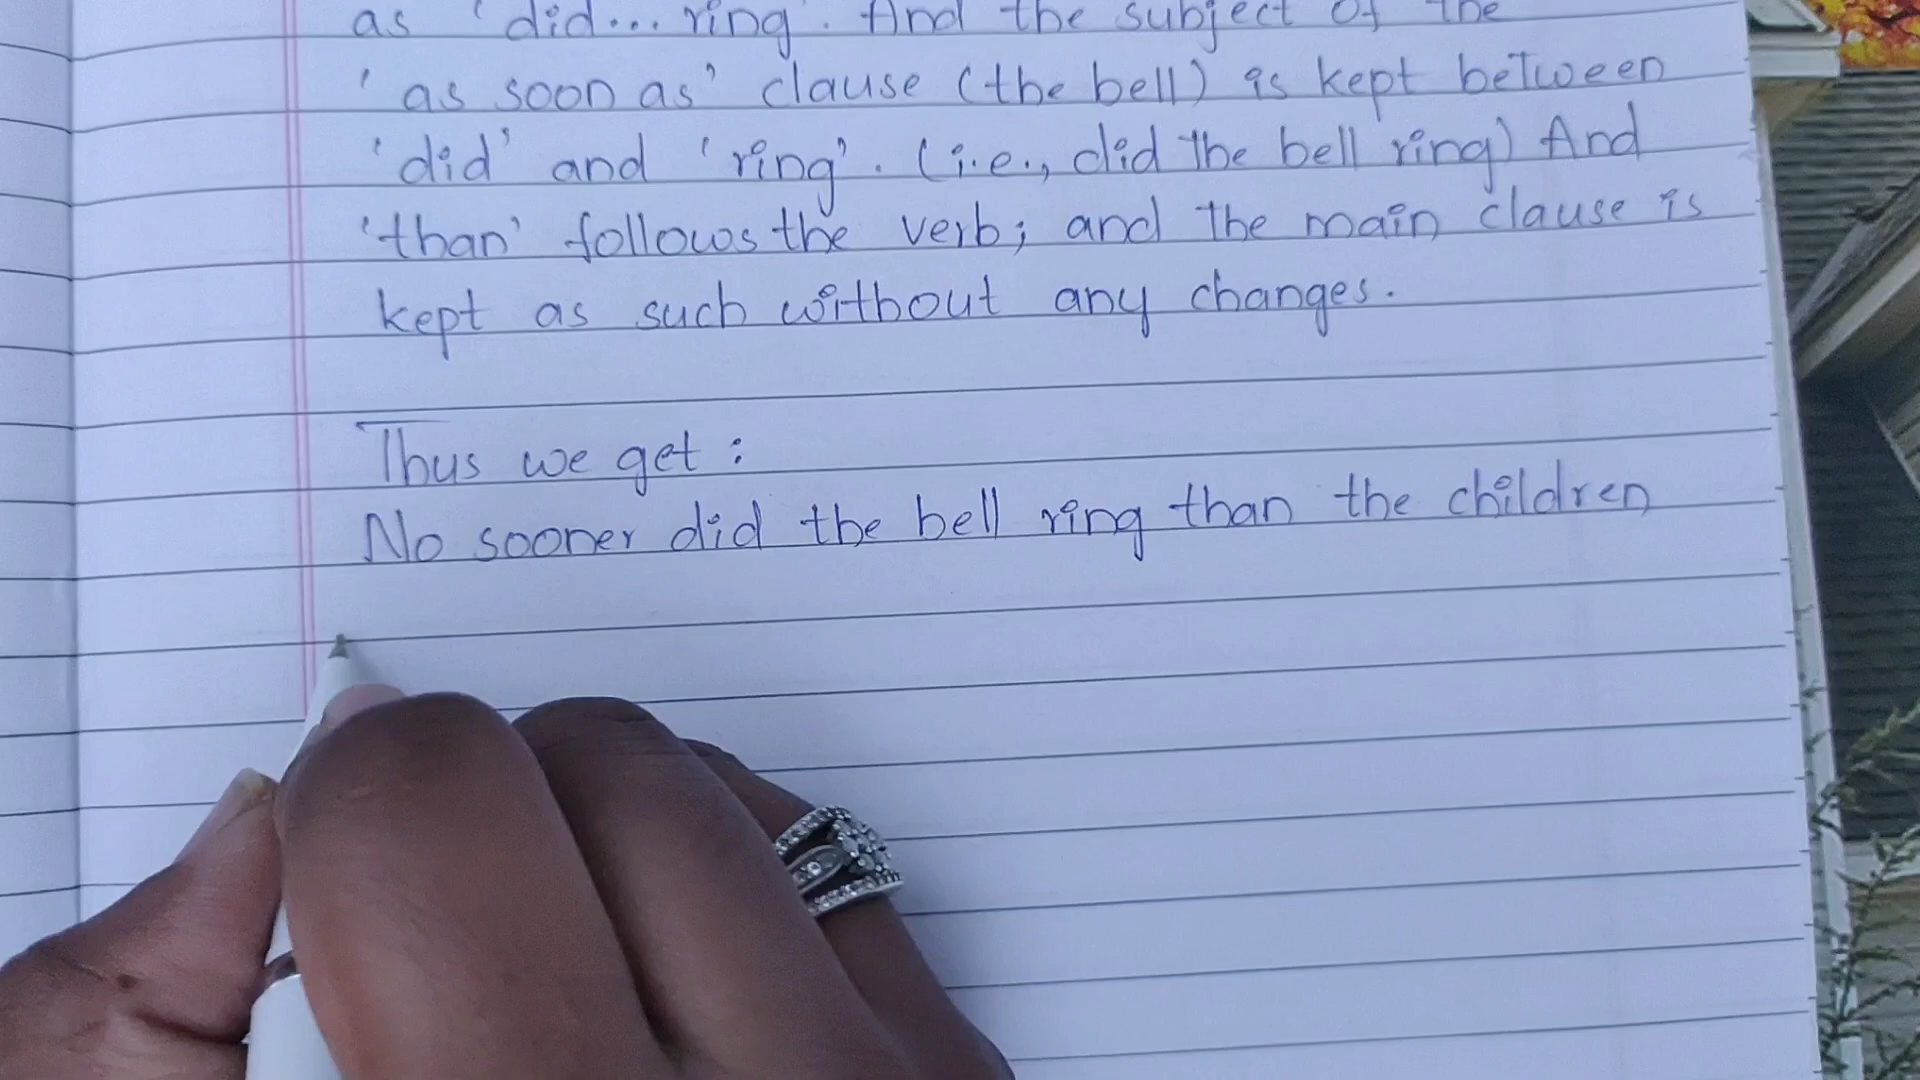 as 'did... ring'. And the subject of the
'as soon as' clause (the bell) is kept between
'did' and 'ring'. (i.e., did the bell ring) And
'than' follows the verb; and the main clause is
kept as such without any changes.
Thus we get :
No sooner did the bell ring than the children